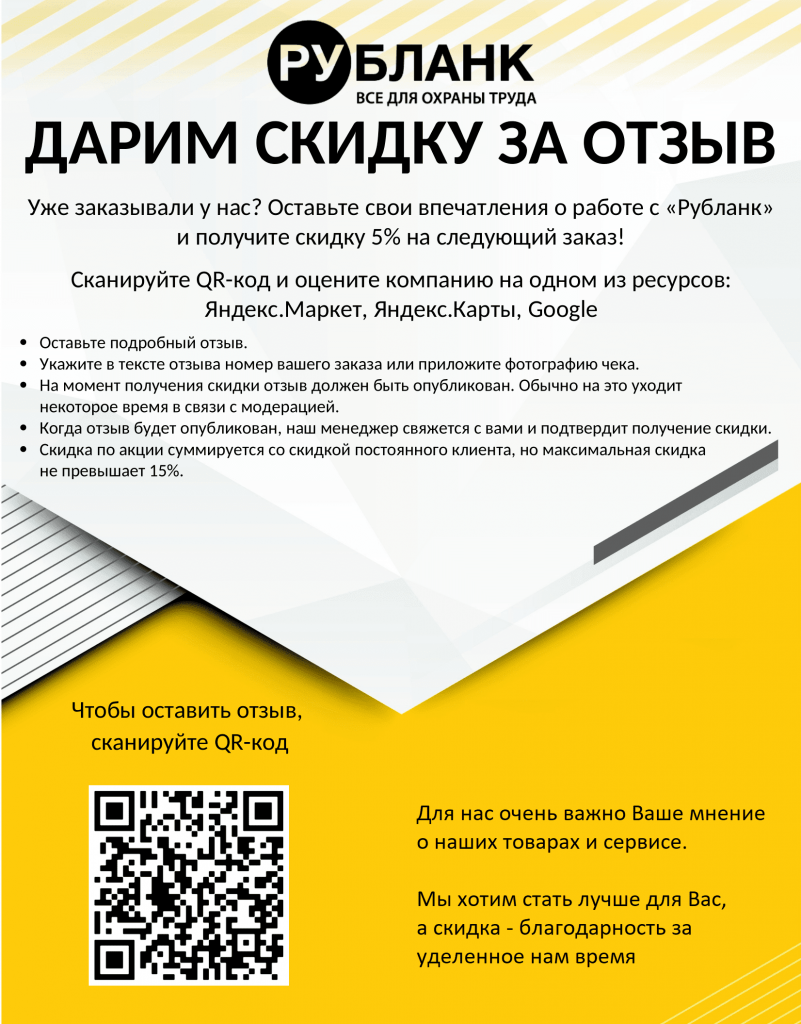 РУБЛАНК
ВСЕ ДЛЯ ОХРАНЫ ТРУДА
ДАРИМ СКИДКУ ЗА ОТЗЫВ
Уже заказывали у нас? Оставьте свои впечатления о работе с «Рубланк»
и получите скидку 5% на следующий заказ!
Сканируйте QR-код и оцените компанию на одном из ресурсов:
Яндекс.Маркет, Яндекс.Карты, Google
• Оставьте подробный отзыв.
• Укажите в тексте отзыва номер вашего заказа или приложите фотографию чека.
• На момент получения скидки отзыв должен быть опубликован. Обычно на это уходит
некоторое время в связи с модерацией.
• Когда отзыв будет опубликован, наш менеджер свяжется с вами и подтвердит получение скидки.
• Скидка по акции суммируется со скидкой постоянного клиента, но максимальная скидка
не превышает 15%.
Чтобы оставить отзыв,
сканируйте QR-код
Для нас очень важно Ваше мнение
о наших товарах и сервисе.
Мы хотим стать лучше для Вас,
а скидка - благодарность за
уделенное нам время